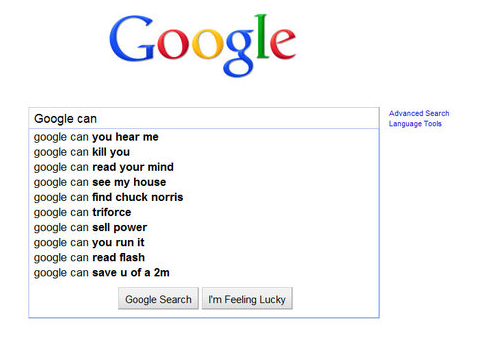 Google
Google can
Advanced Search
Language Tools
google can you hear me
google can kill you
google can read your mind
google can see my house
google can find chuck norris
google can triforce
google can sell power
google can you run it
google can read flash
google can save u of a 2m
Google Search
I'm Feeling Lucky